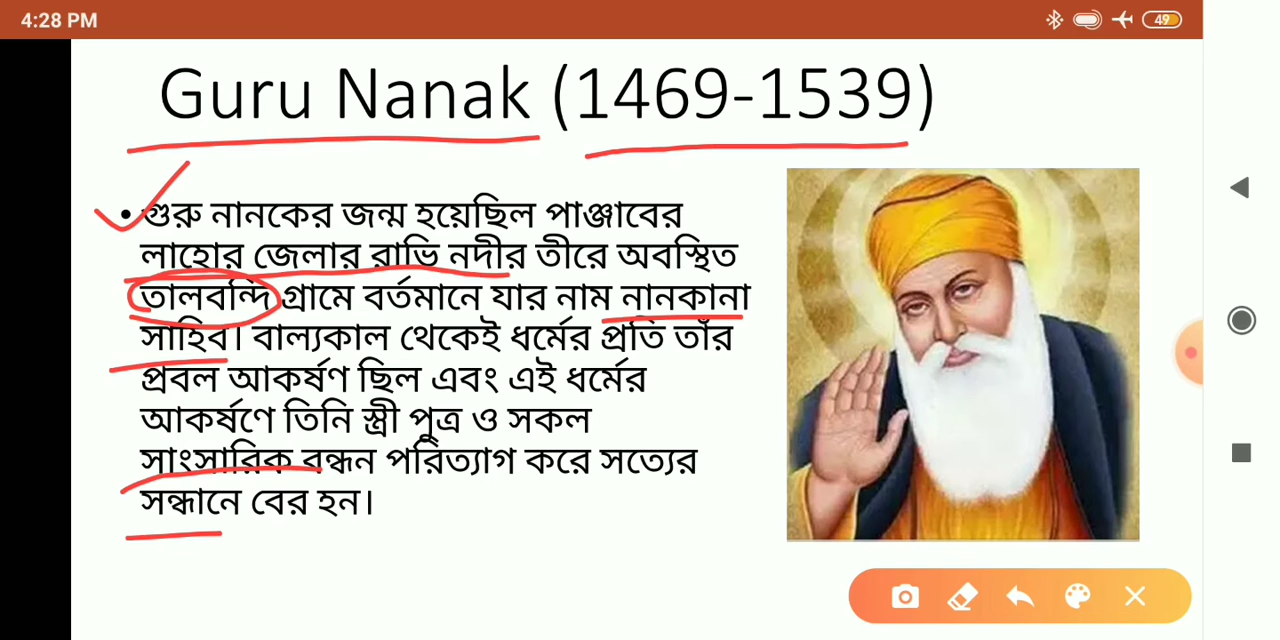 4:28 PM
49
Guru Nanak (1469-1539)
• গুরু নানকের জন্ম হয়েছিল পাঞ্জাবের
লাহোর জেলার রাভি নদীর তীরে অবস্থিত
তালবন্দি গ্রামে বর্তমানে যার নাম নানকানা
সাহিব। বাল্যকাল থেকেই ধর্মের প্রতি তাঁর
প্রবল আকর্ষণ ছিল এবং এই ধর্মের
আকর্ষণে তিনি স্ত্রী পুত্র ও সকল
সাংসারিক বন্ধন পরিত্যাগ করে সত্যের
সন্ধানে বের হন।